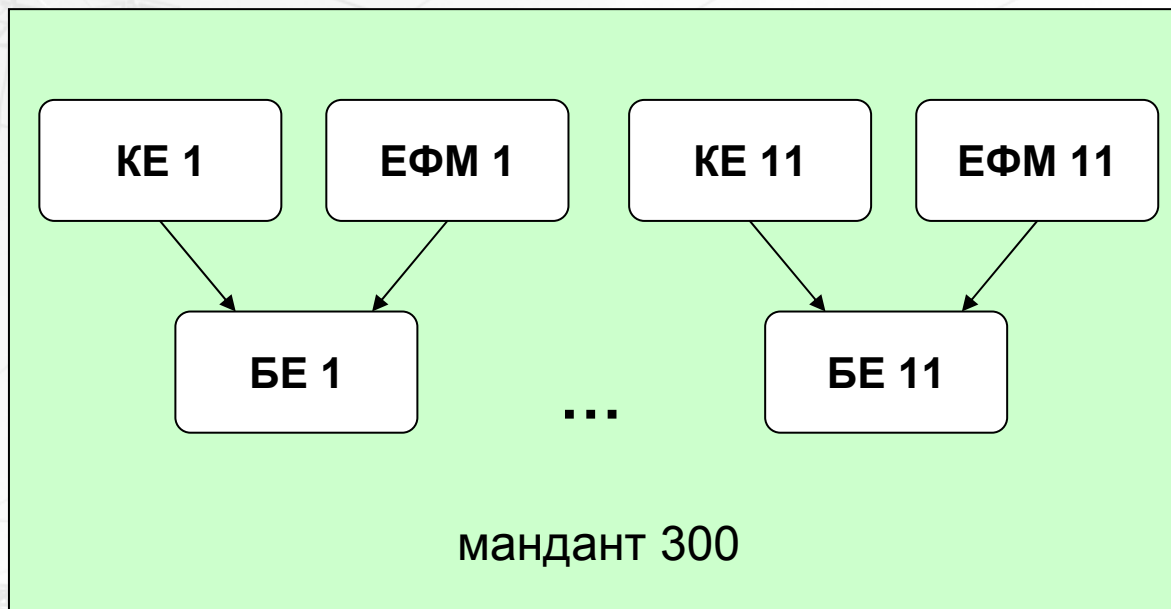 КЕ 1
ЕФМ 1
КЕ 11
ЕФМ 11
БЕ 1
...
БЕ 11
мандант 300